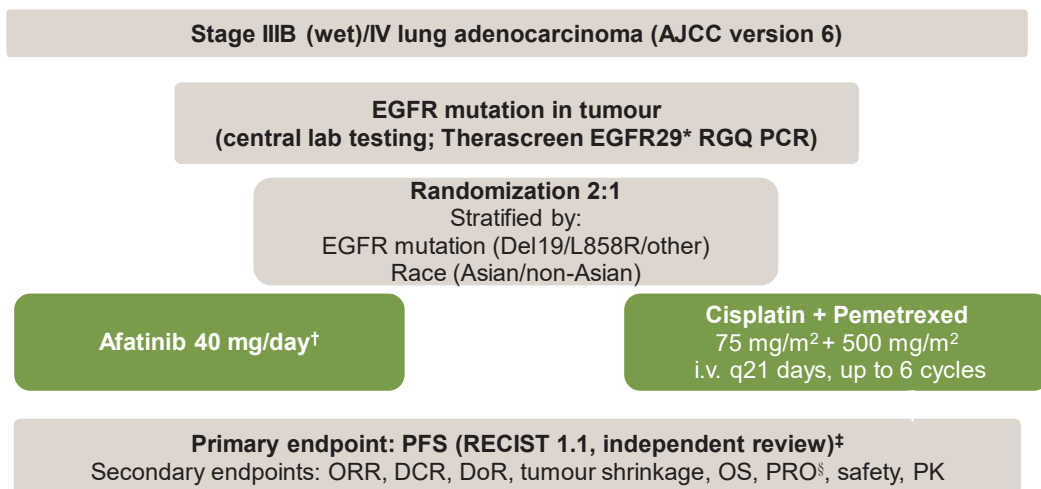 Stage IIIB (wet)/IV lung adenocarcinoma (AJCC version 6)
EGFR mutation in tumour
(central lab testing; Therascreen EGFR29* RGQ PCR)
Randomization 2:1
Stratified by:
EGFR mutation (Del19/L858R/other)
Race (Asian/non-Asian)
Afatinib 40 mg/day†
Cisplatin + Pemetrexed
75 mg/m² + 500 mg/m²
i.v. q21 days, up to 6 cycles
Primary endpoint: PFS (RECIST 1.1, independent review)‡
Secondary endpoints: ORR, DCR, DoR, tumour shrinkage, OS, PRO§, safety, PK